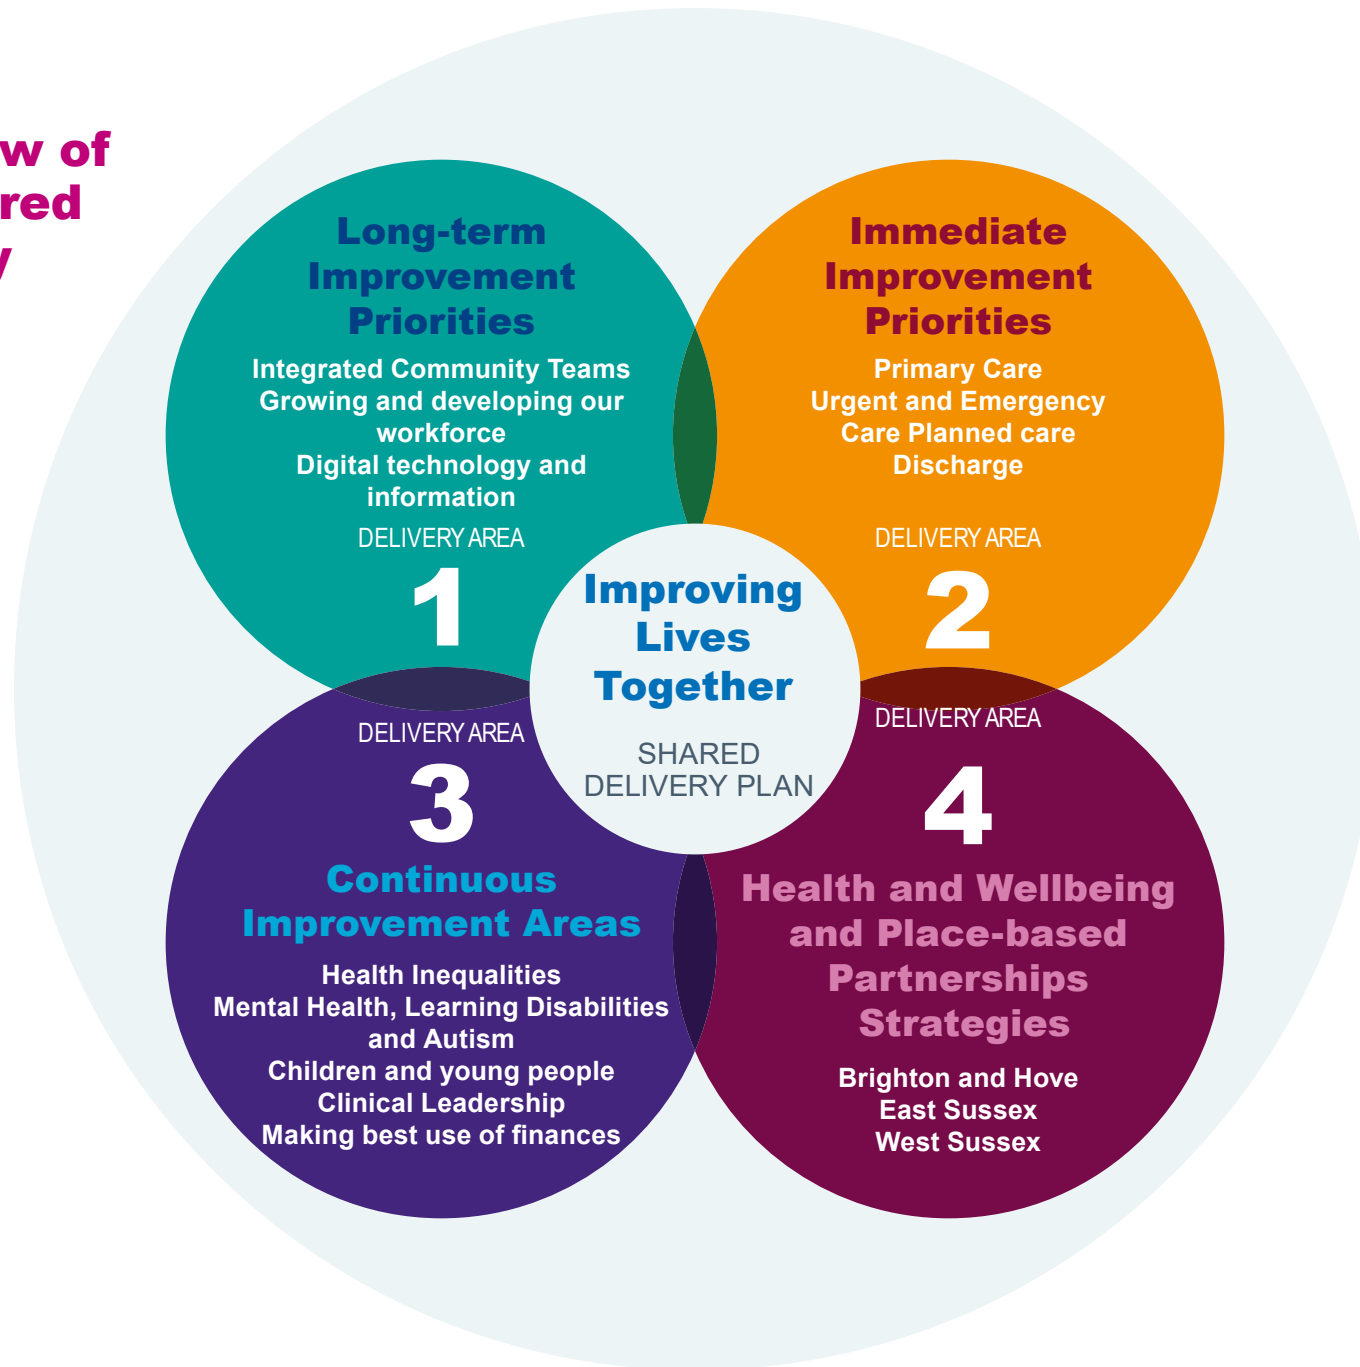 w of
red
y
Long-term
Improvement
Priorities
Integrated Community Teams
Growing and developing our
workforce
Digital technology and
information
DELIVERY AREA
1
Immediate
Improvement
Priorities
Primary Care
Urgent and Emergency
Care Planned care
Discharge
DELIVERY AREA
2
Improving
Lives
Together
SHARED
DELIVERY PLAN
DELIVERY AREA
3
Continuous
Improvement Areas
Health Inequalities
Mental Health, Learning Disabilities
and Autism
Children and young people
Clinical Leadership
Making best use of finances
DELIVERY AREA
4
Health and Wellbeing
and Place-based
Partnerships
Strategies
Brighton and Hove
East Sussex
West Sussex